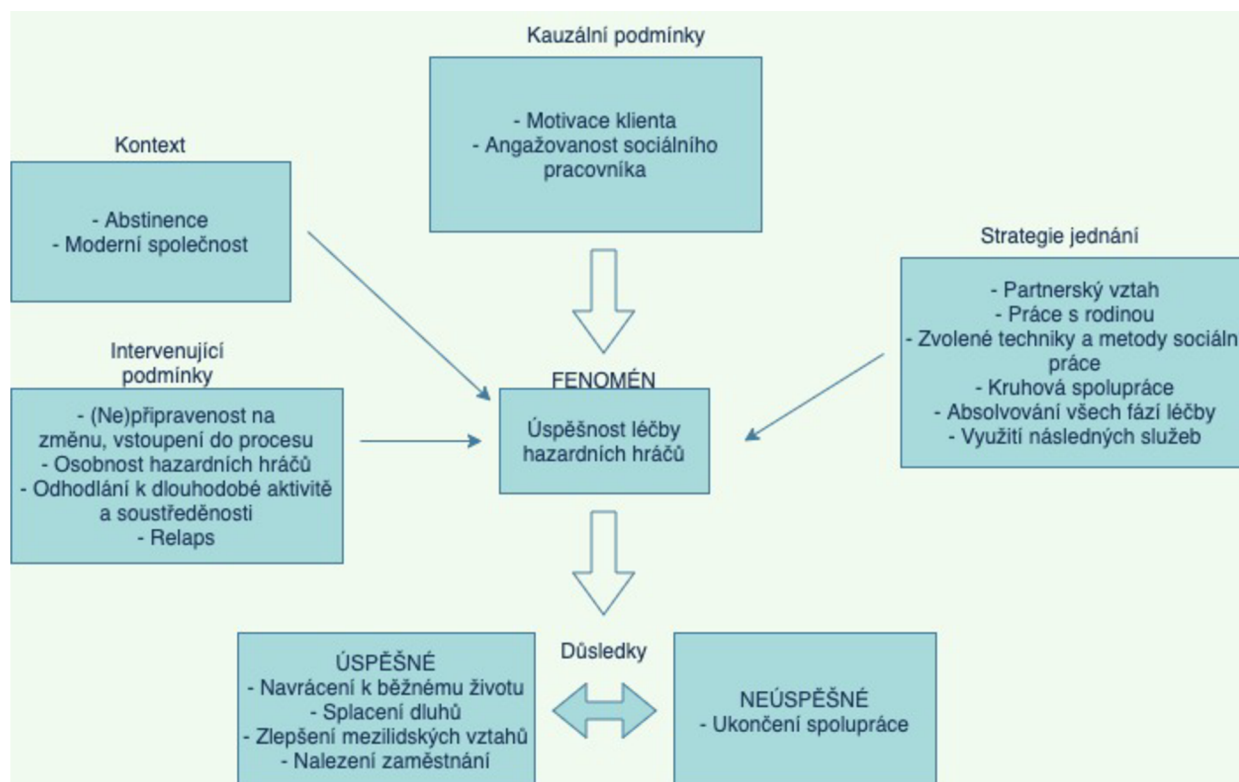 Kauzální podmínky
- Motivace klienta
- Angažovanost sociálního
pracovníka
Kontext
- Abstinence
- Moderní společnost
Strategie jednání
- Partnerský vztah
- Práce s rodinou
- Zvolené techniky a metody sociáln
práce
- Kruhová spolupráce
- Absolvování všech fází léčby
- Využití následných služeb
Intervenující
podmínky
- (Ne)připravenost na
změnu, vstoupení do procesu
- Osobnost hazardních hráčů
- Odhodlání k dlouhodobé aktivitě
a soustředěnosti
- Relaps
FENOMÉN
Úspěšnost léčby
hazardních hráčů
Důsledky
ÚSPĚŠNÉ
- Navrácení k běžnému životu
- Splacení dluhů
- Zlepšení mezilidských vztahů
- Nalezení zaměstnání
NEÚSPĚŠNÉ
- Ukončení spolupráce